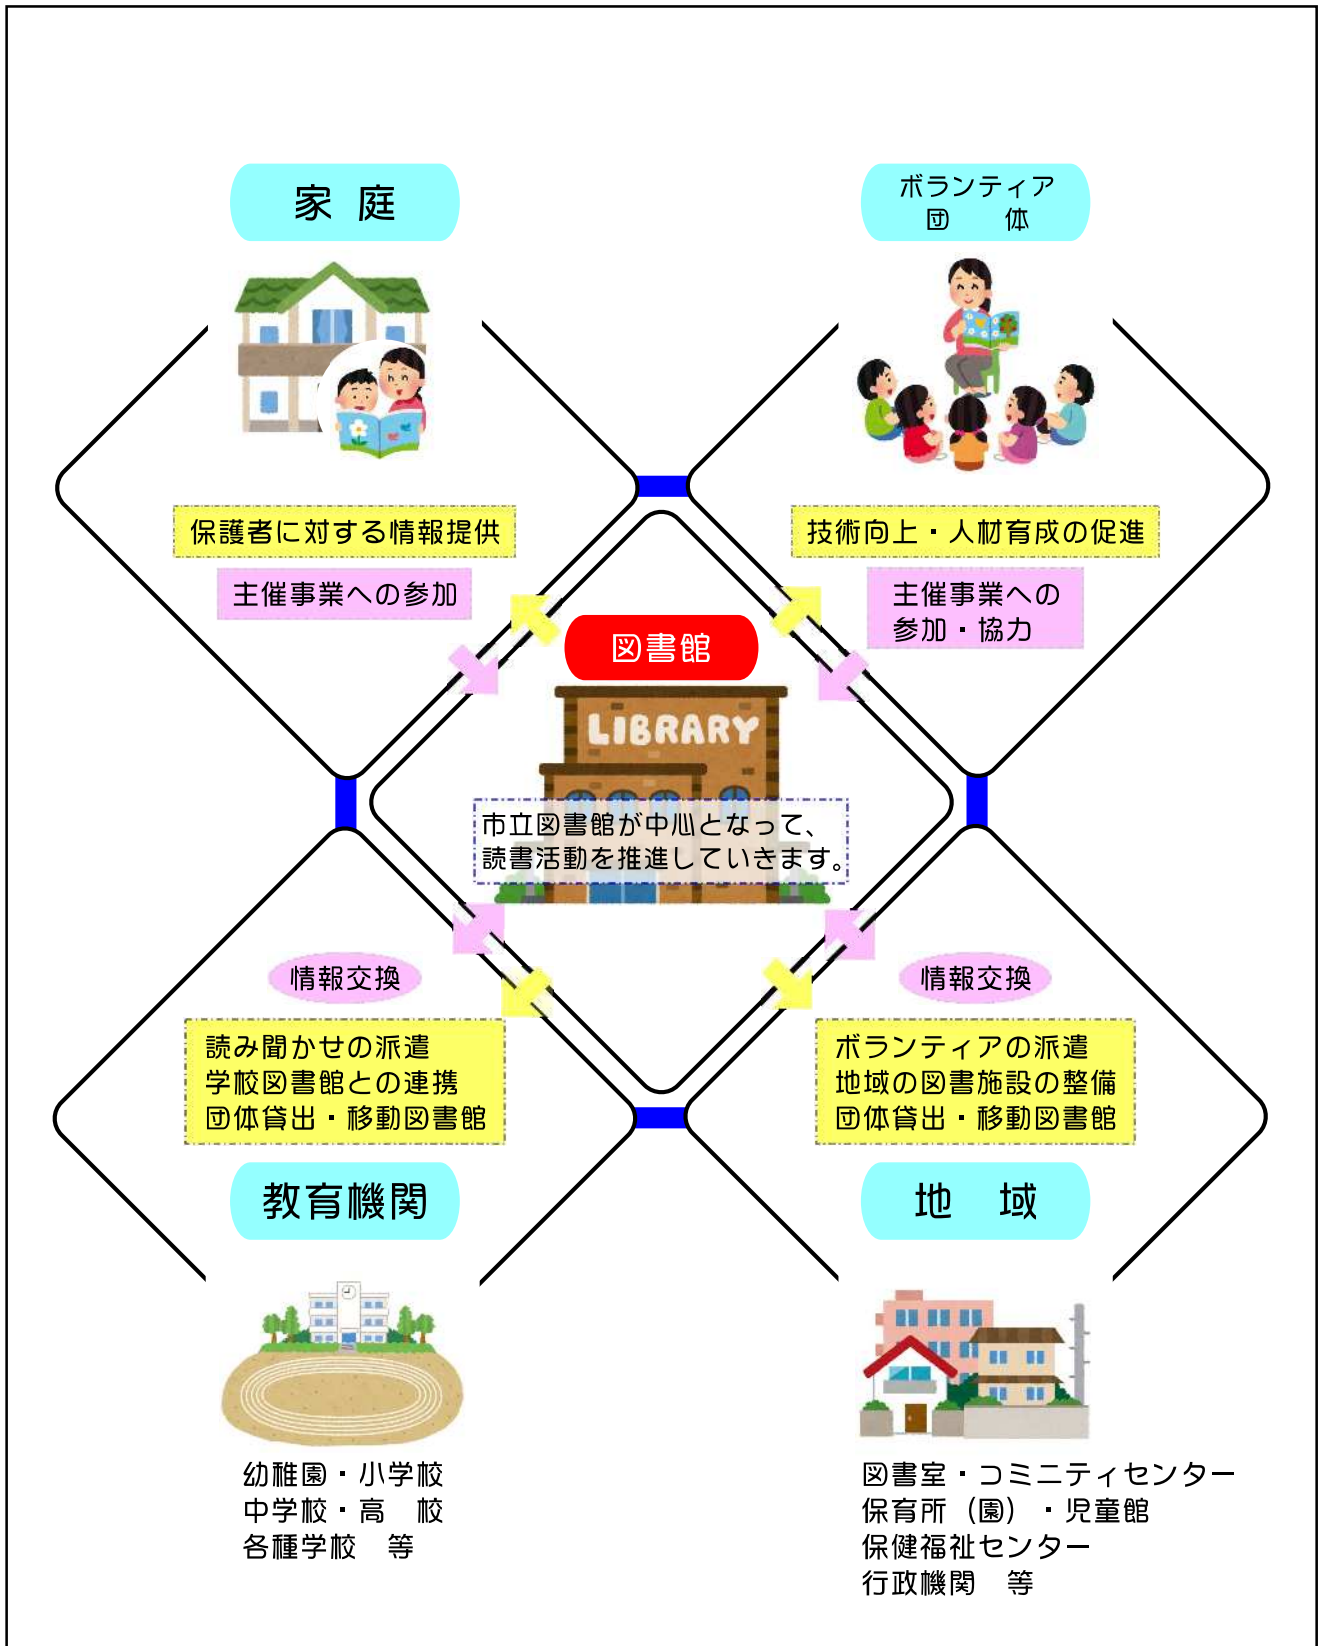 家 庭
ボランティア
団　体
保護者に対する情報提供
主催事業への参加
技術向上・人材育成の促進
主催事業への
参加・協力
図書館
LIBRARY
市立図書館が中心となって、
読書活動を推進していきます。
情報交換
読み聞かせの派遣
学校図書館との連携
団体貸出・移動図書館
教育機関
情報交換
ボランティアの派遣
地域の図書施設の整備
団体貸出・移動図書館
地　域
幼稚園・小学校
中学校・高　校
各種学校　等
図書室・コミニティセンター
保育所（園）・児童館
保健福祉センター
行政機関　等